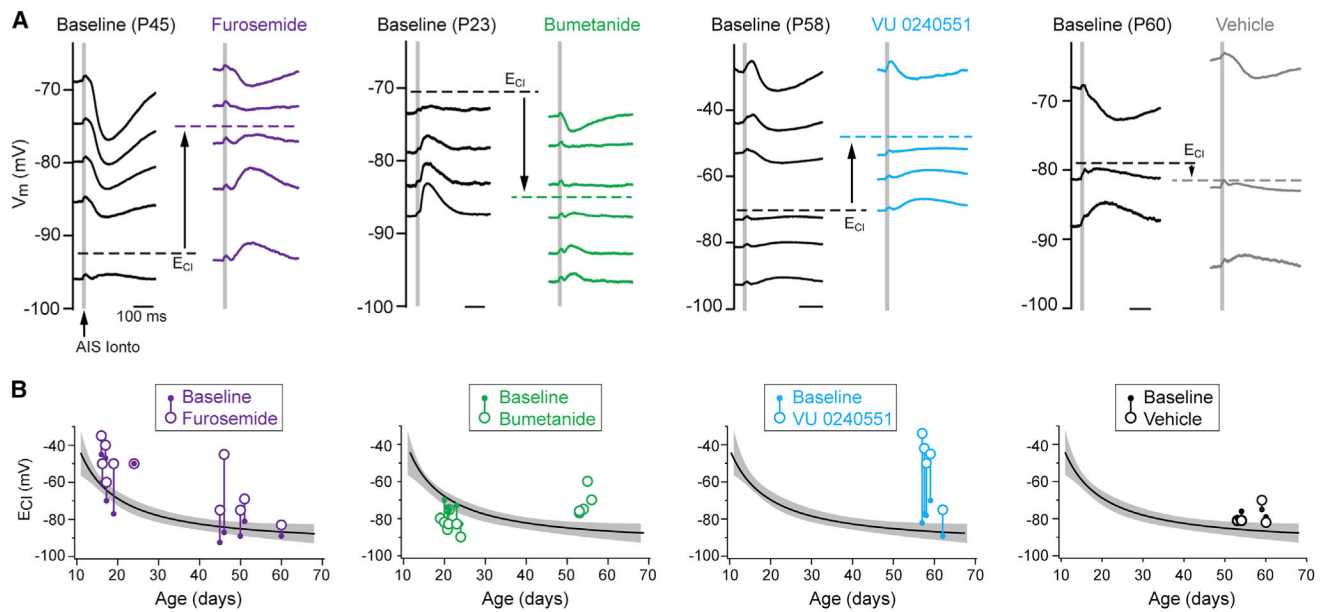 A
Baseline (P45) Furosemide
Baseline (P23) Bumetanide
Baseline (P58) VU 0240551
Baseline (P60) Vehicle
Vm (mV)
-70
-80
-90
-100
ECl
100 ms
AIS Ionto
-70
-80
-90
-100
ECl
-40
-60
-80
-100
ECl
-70
-80
-90
-100
ECl
B
Baseline
Furosemide
Baseline
Bumetanide
Baseline
VU 0240551
Baseline
Vehicle
ECl (mV)
-40
-60
-80
-100
10 20 30 40 50 60 70
Age (days)
-40
-60
-80
-100
10 20 30 40 50 60 70
Age (days)
-40
-60
-80
-100
10 20 30 40 50 60 70
Age (days)
-40
-60
-80
-100
10 20 30 40 50 60 70
Age (days)